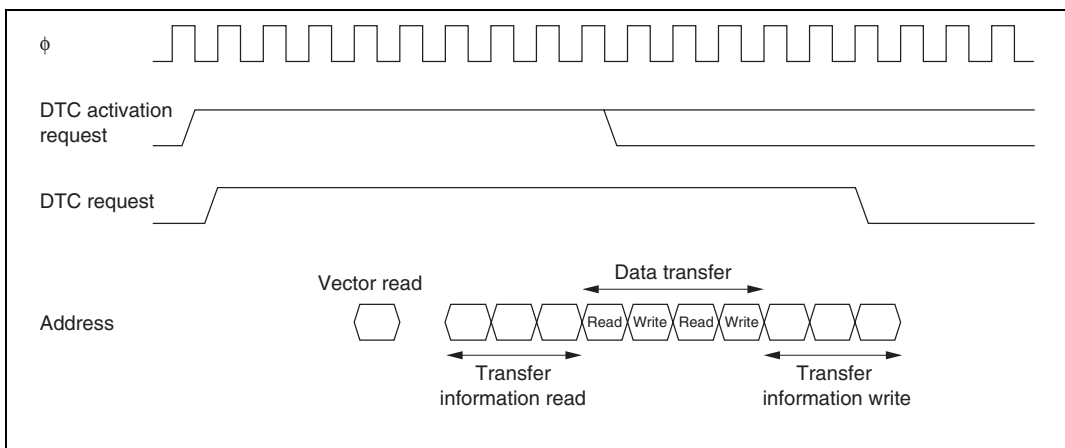 ϕ
DTC activation
request
DTC request
Data transfer
Vector read
Address
Read Write Read Write
Transfer
information read
Transfer
information write